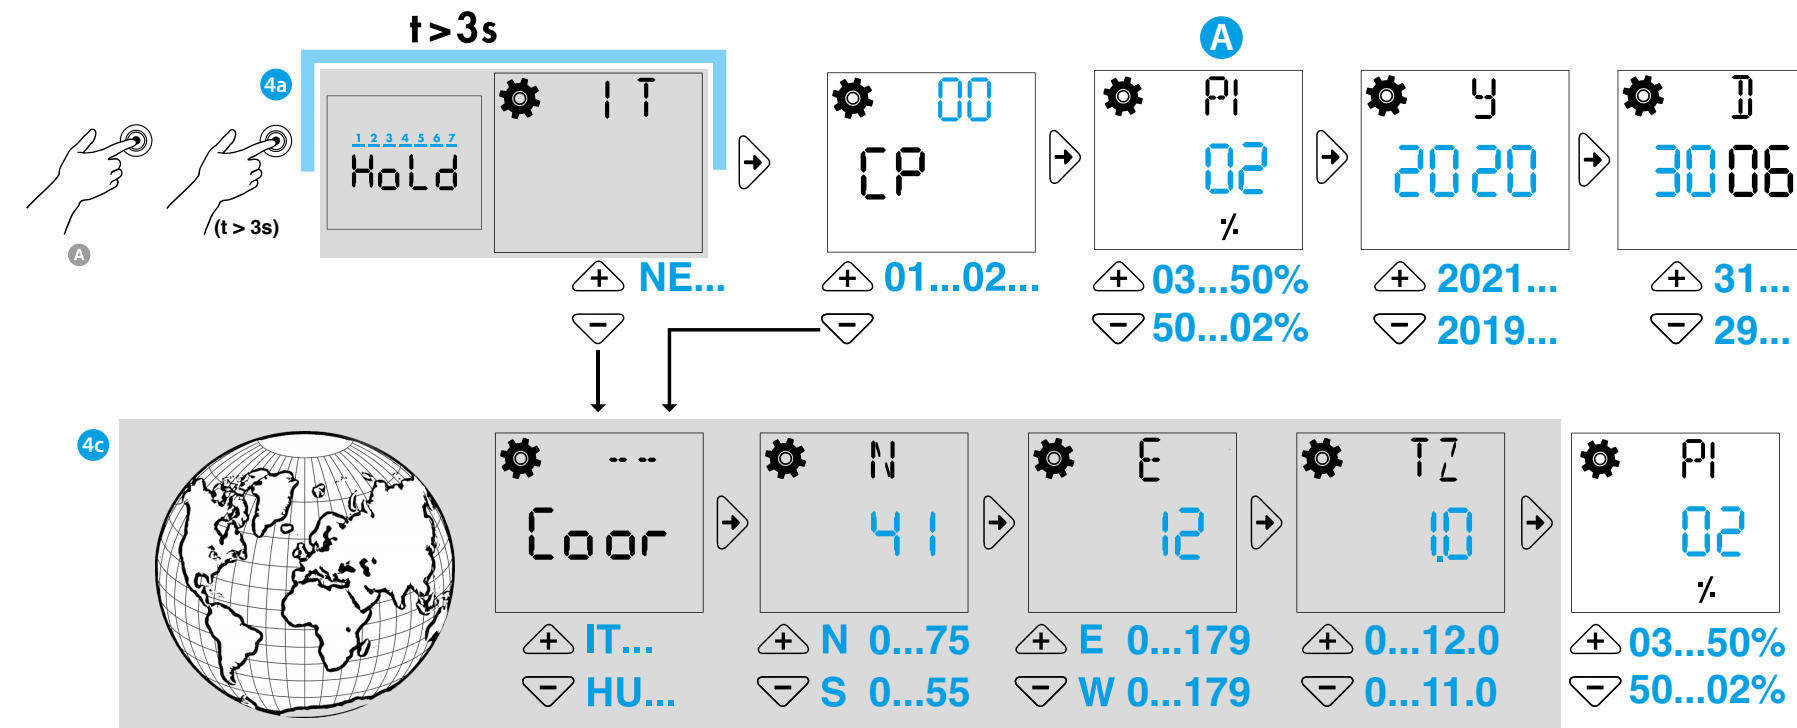 t > 3s
A
4a
1 2 3 4 5 6 7
Hold
(t > 3s)
A
IT
NE...
00
CP
01...02...
PI
02
%
03...50%
50...02%
Y
2020
2021...
2019...
D
3006
31...
29...
4c
-- --
Coor
IT...
HU...
N
41
N 0...75
S 0...55
E
12
E 0...179
W 0...179
TZ
1.0
0...12.0
0...11.0
PI
02
%
03...50%
50...02%